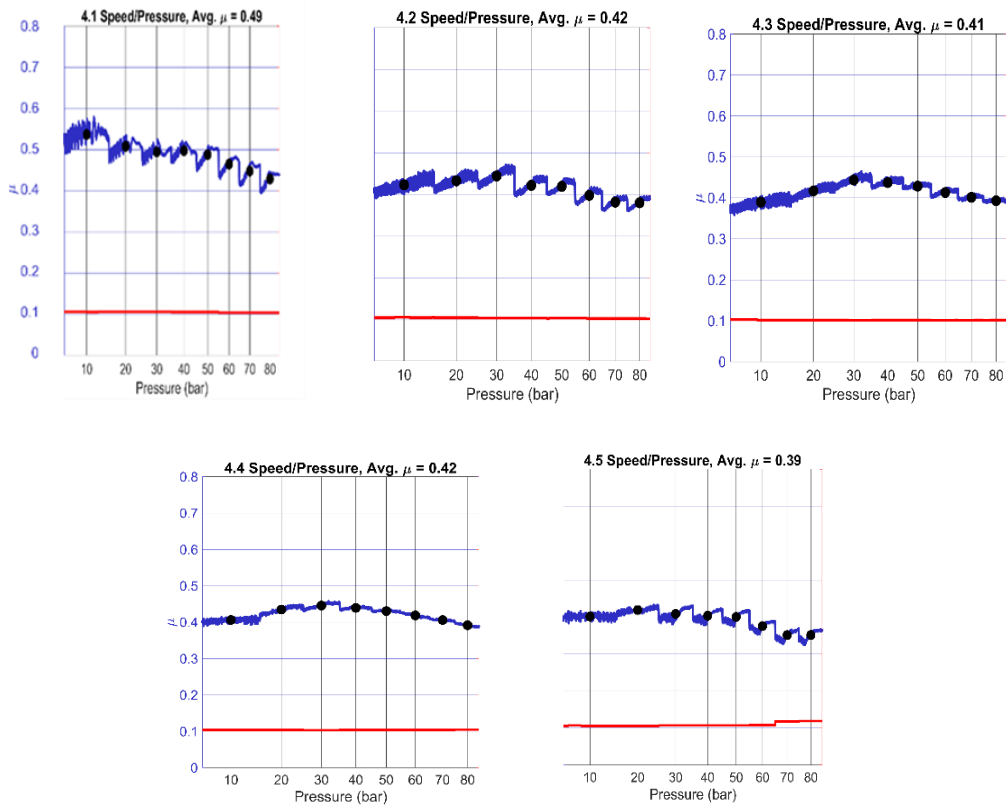 4.1 Speed/Pressure, Avg. μ = 0.49
0.8
0.7
0.6
0.5
0.4
0.3
0.2
0.1
0
μ
10 20 30 40 50 60 70 80
Pressure (bar)
4.2 Speed/Pressure, Avg. μ = 0.42
10 20 30 40 50 60 70 80
Pressure (bar)
4.3 Speed/Pressure, Avg. μ = 0.41
0.8
0.7
0.6
0.5
0.4
0.3
0.2
0.1
0
μ
10 20 30 40 50 60 70 80
Pressure (bar)
4.4 Speed/Pressure, Avg. μ = 0.42
0.8
0.7
0.6
0.5
0.4
0.3
0.2
0.1
0
μ
10 20 30 40 50 60 70 80
Pressure (bar)
4.5 Speed/Pressure, Avg. μ = 0.39
10 20 30 40 50 60 70 80
Pressure (bar)